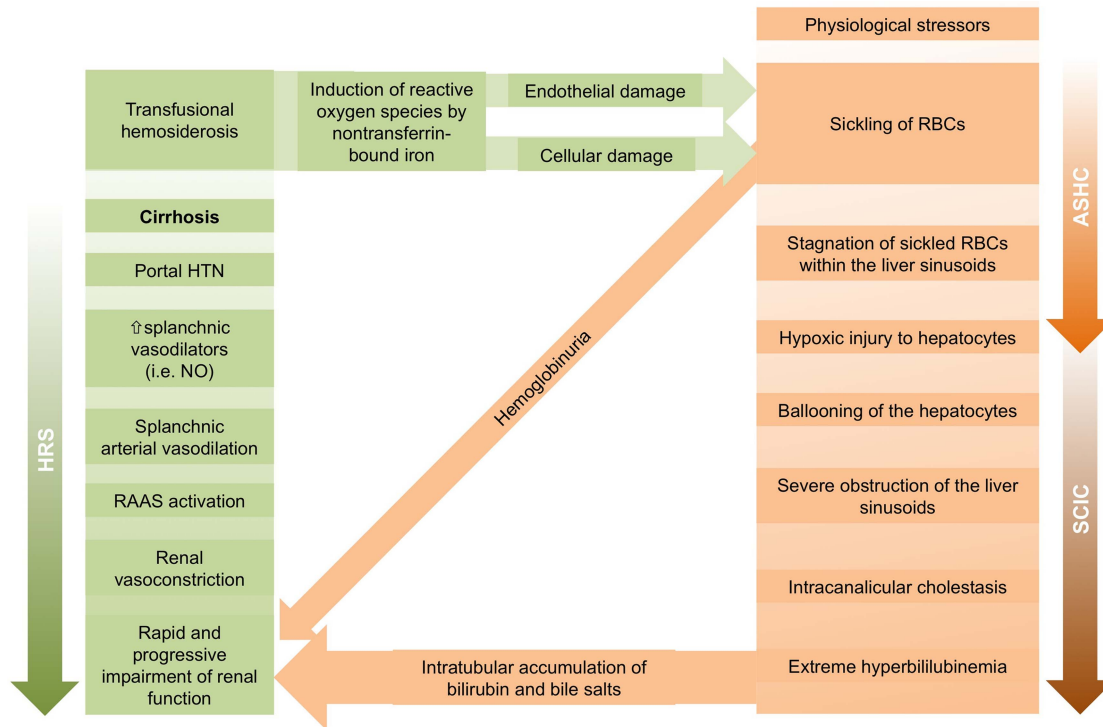 Physiological stressors
Transfusional
hemosiderosis
Induction of reactive
oxygen species by
nontransferrin-
bound iron
Endothelial damage
Cellular damage
Sickling of RBCs
Cirrhosis
Portal HTN
⇧splanchnic
vasodilators
(i.e. NO)
Splanchnic
arterial vasodilation
RAAS activation
Renal
vasoconstriction
Rapid and
progressive
impairment of renal
function
HRS
Hemoglobinuria
Intratubular accumulation of
bilirubin and bile salts
Stagnation of sickled RBCs
within the liver sinusoids
Hypoxic injury to hepatocytes
Ballooning of the hepatocytes
Severe obstruction of the liver
sinusoids
Intracanalicular cholestasis
Extreme hyperbililubinemia
ASHC
SCIC